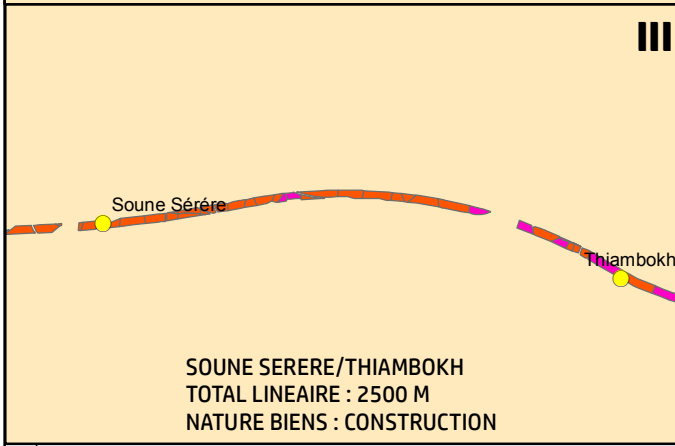 III
Soune Sérére
Thiambokh
SOUNE SERERE/THIAMBOKH
TOTAL LINEAIRE : 2500 M
NATURE BIENS : CONSTRUCTION